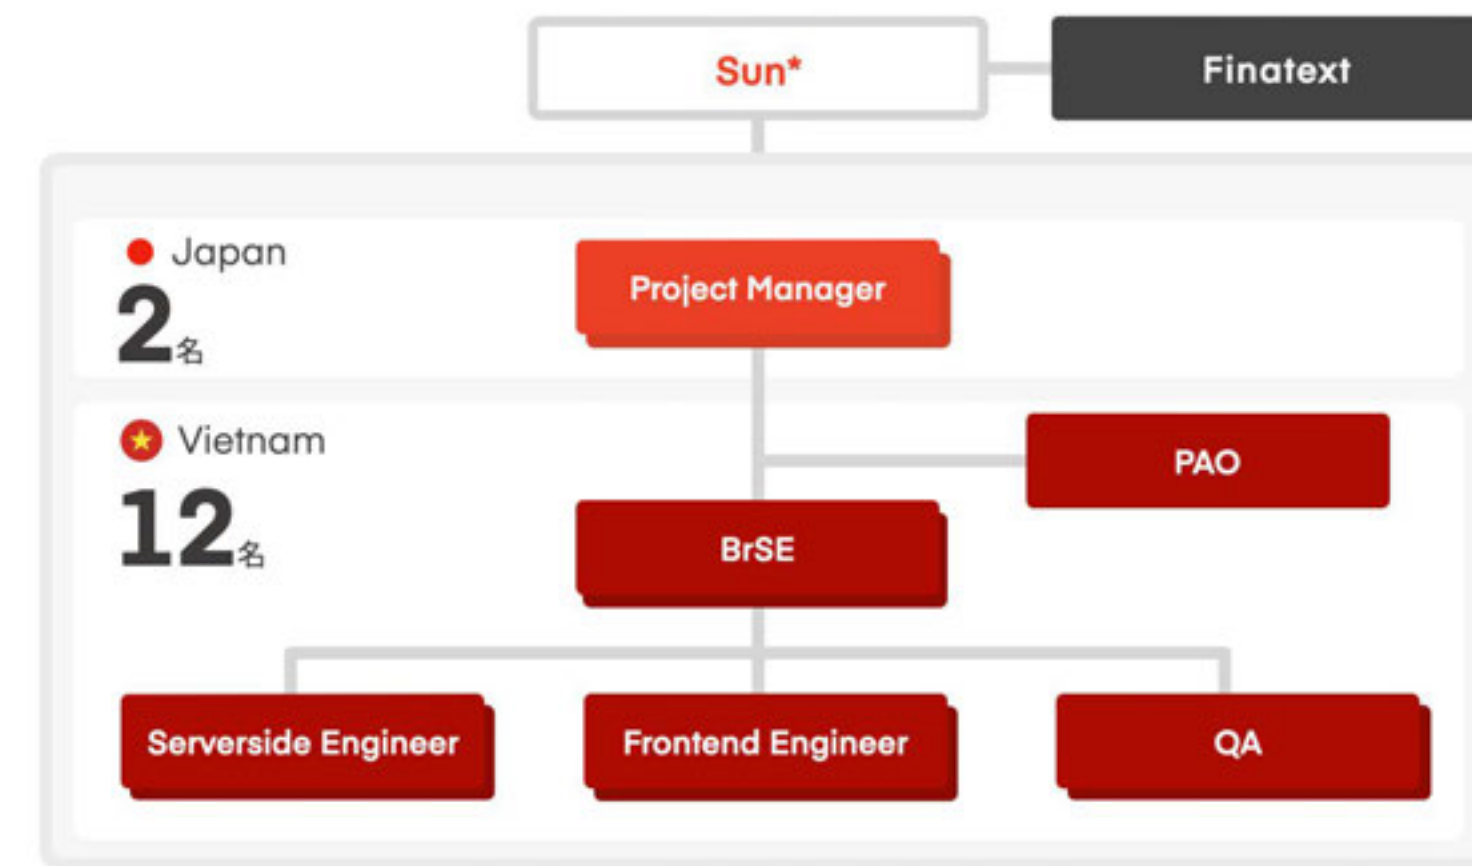 Sun*
Finatext
Japan
2名
Project Manager
Vietnam
12名
PAO
BrSE
Serverside Engineer
Frontend Engineer
QA